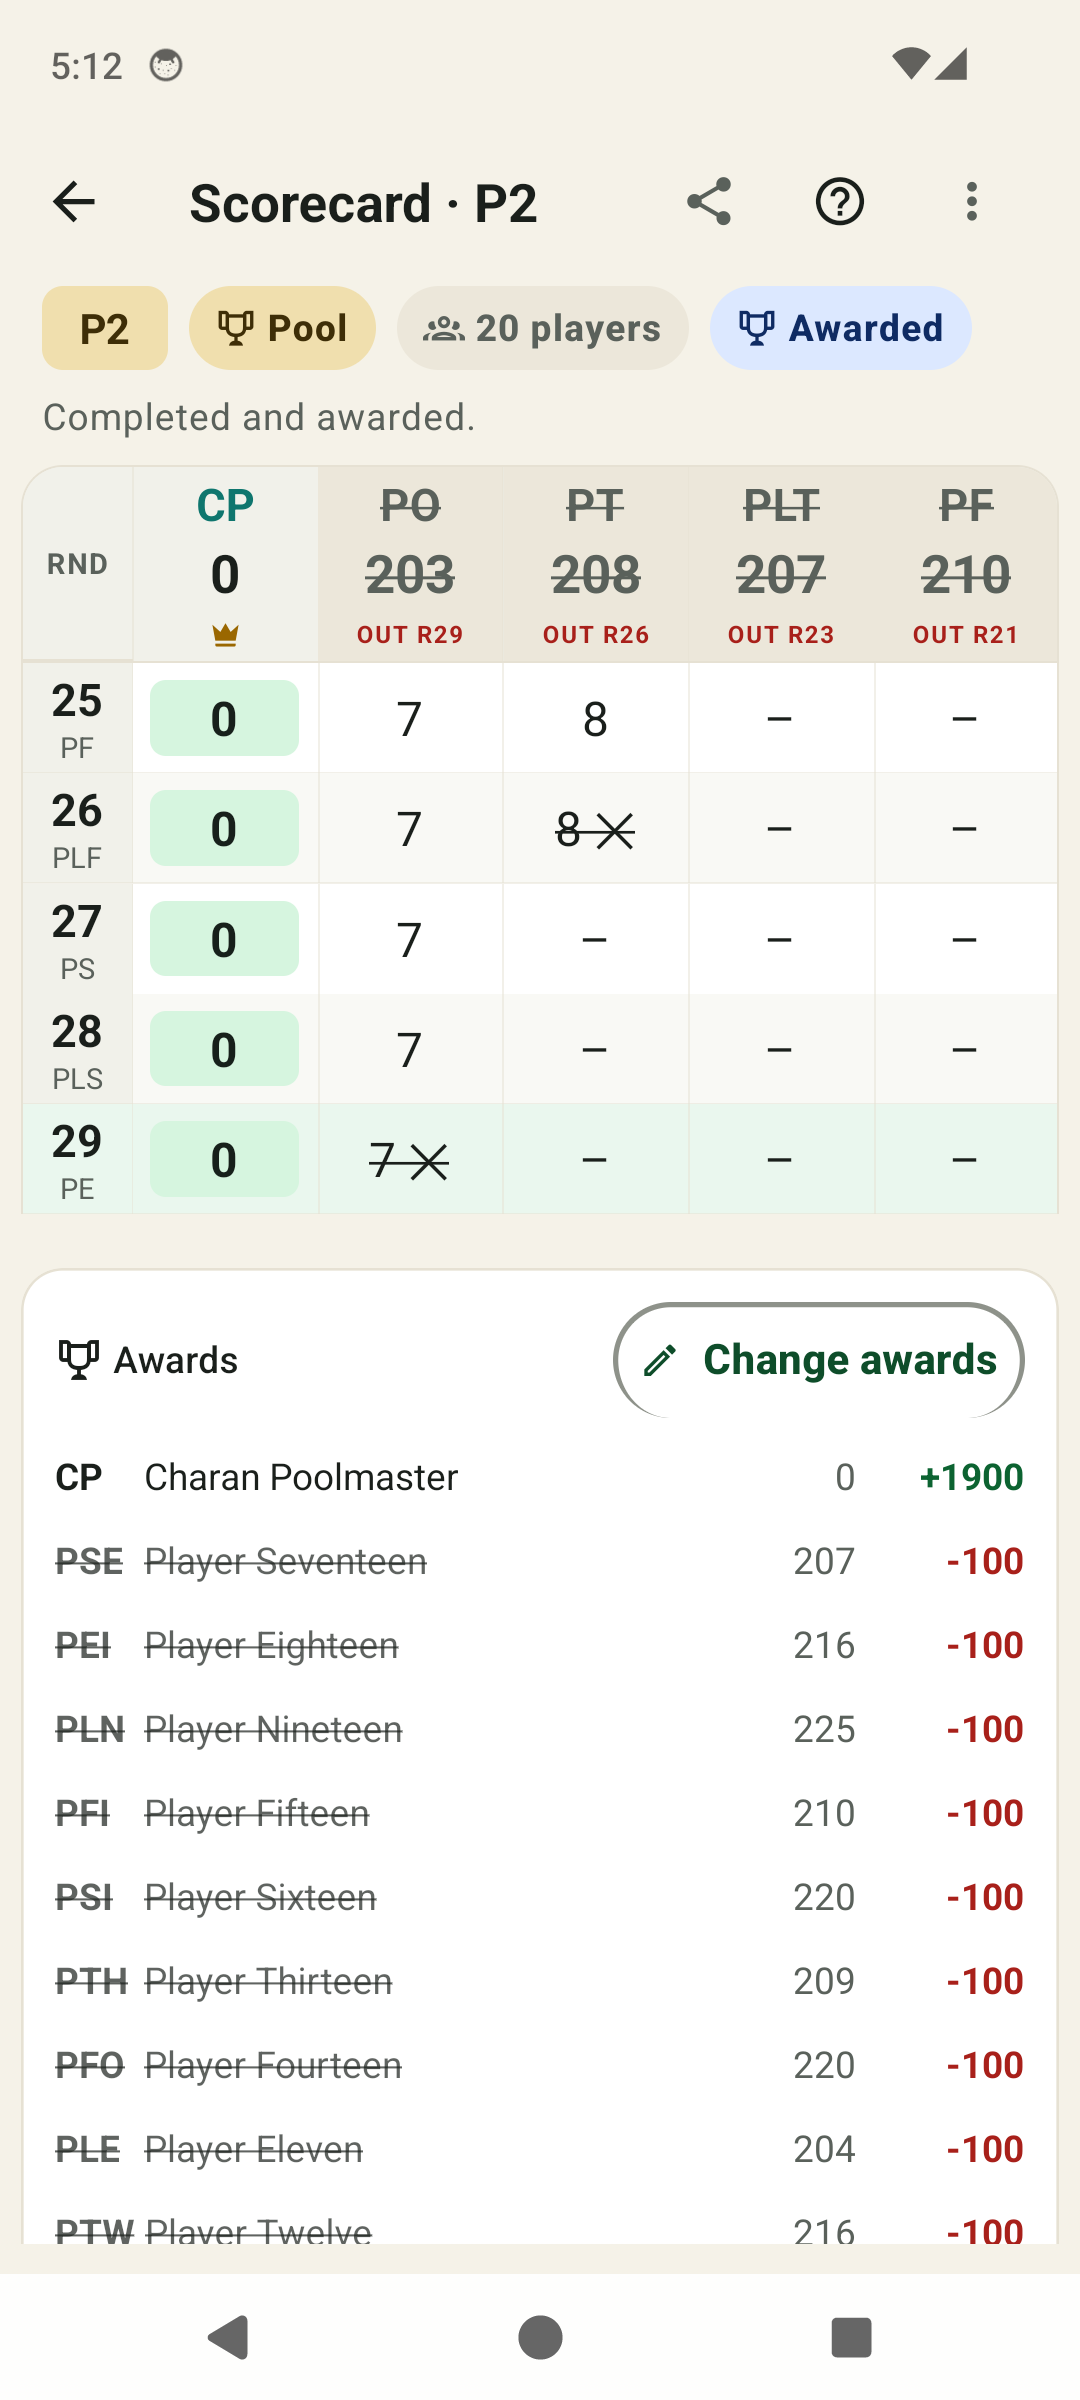 5:12
Scorecard · P2
P2 Pool 20 players Awarded
Completed and awarded.
RND CP PO PT PLT PF
0 203 208 207 210
OUT R29 OUT R26 OUT R23 OUT R21
25 0 7 8 – –
PF
26 0 7 8 – –
PLF
27 0 7 – – –
PS
28 0 7 – – –
PLS
29 0 7 – – –
PE
Awards Change awards
CP Charan Poolmaster 0 +1900
PSE Player Seventeen 207 -100
PEI Player Eighteen 216 -100
PLN Player Nineteen 225 -100
PFI Player Fifteen 210 -100
PSI Player Sixteen 220 -100
PTH Player Thirteen 209 -100
PFO Player Fourteen 220 -100
PLE Player Eleven 204 -100
PTW Player Twelve 216 -100